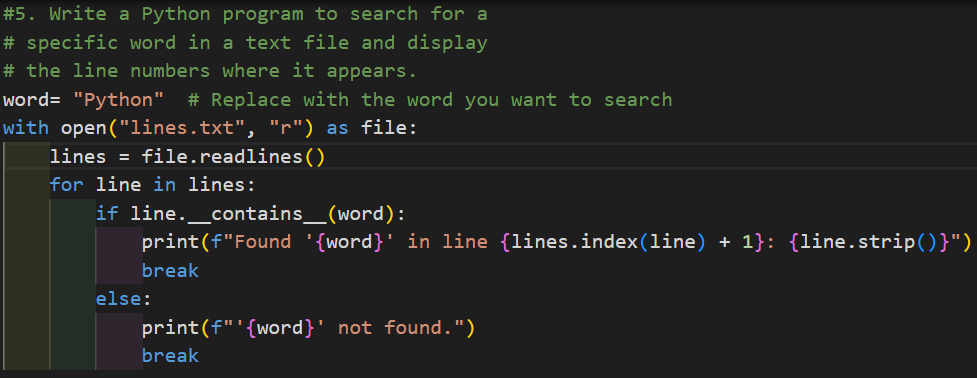 #5. Write a Python program to search for a
# specific word in a text file and display
# the line numbers where it appears.
word= "Python"  # Replace with the word you want to search
with open("lines.txt", "r") as file:
    lines = file.readlines()
    for line in lines:
        if line.__contains__(word):
            print(f"Found '{word}' in line {lines.index(line) + 1}: {line.strip()}")
            break
        else:
            print(f"'{word}' not found.")
            break